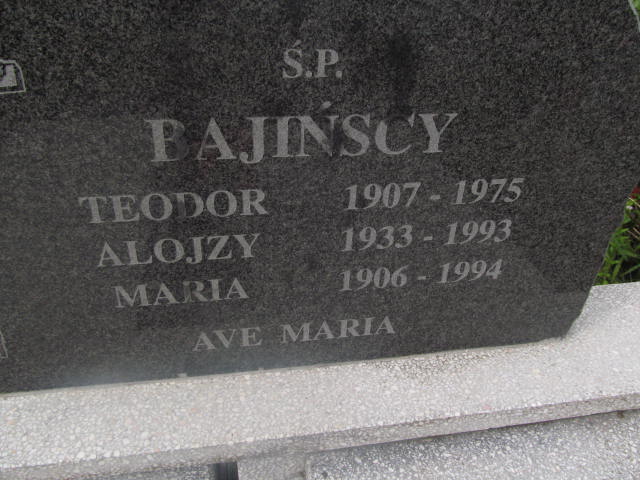 Ś.P.
BAJIŃSCY
TEODOR 1907 - 1975
ALOJZY 1933 - 1993
MARIA 1906 - 1994
AVE MARIA